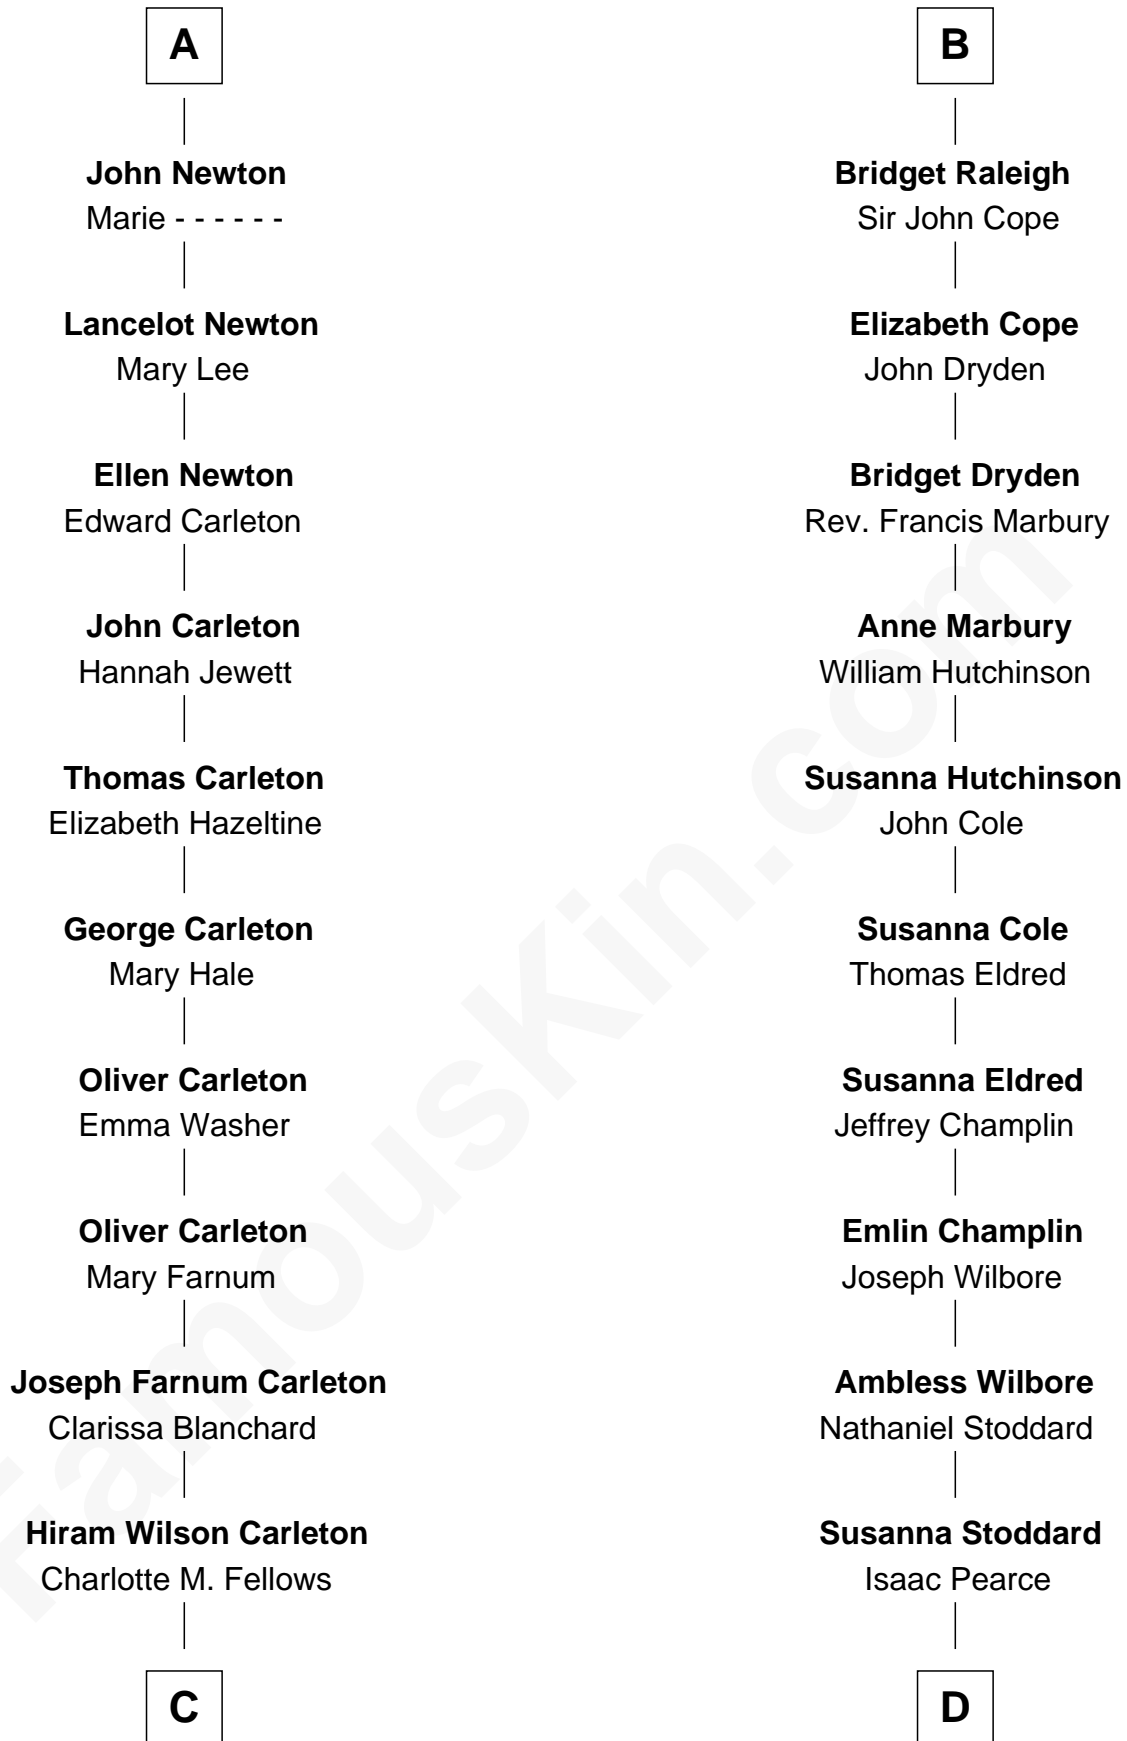 A
John Newton
Marie - - - - - -
Lancelot Newton
Mary Lee
Ellen Newton
Edward Carleton
John Carleton
Hannah Jewett
Thomas Carleton
Elizabeth Hazeltine
George Carleton
Mary Hale
Oliver Carleton
Emma Washer
Oliver Carleton
Mary Farnum
Joseph Farnum Carleton
Clarissa Blanchard
Hiram Wilson Carleton
Charlotte M. Fellows
C
B
Bridget Raleigh
Sir John Cope
Elizabeth Cope
John Dryden
Bridget Dryden
Rev. Francis Marbury
Anne Marbury
William Hutchinson
Susanna Hutchinson
John Cole
Susanna Cole
Thomas Eldred
Susanna Eldred
Jeffrey Champlin
Emlin Champlin
Joseph Wilbore
Ambless Wilbore
Nathaniel Stoddard
Susanna Stoddard
Isaac Pearce
D
FamousKin.com